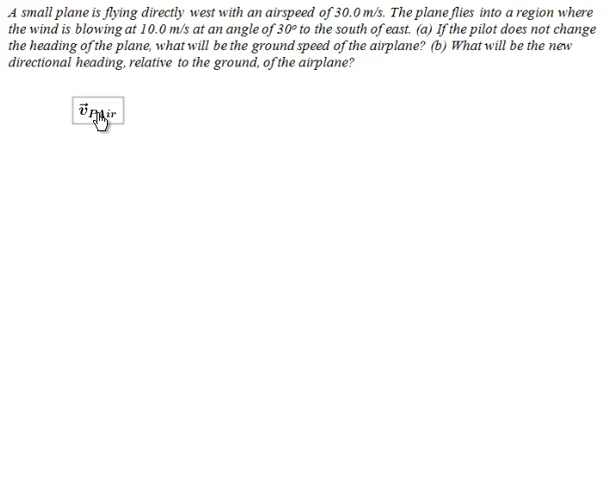 A small plane is flying directly west with an airspeed of 30.0 m/s. The plane flies into a region where
the wind is blowing at 10.0 m/s at an angle of 30º to the south of east. (a) If the pilot does not change
the heading of the plane, what will be the ground speed of the airplane? (b) What will be the new
directional heading, relative to the ground, of the airplane?
v⃗ PAir